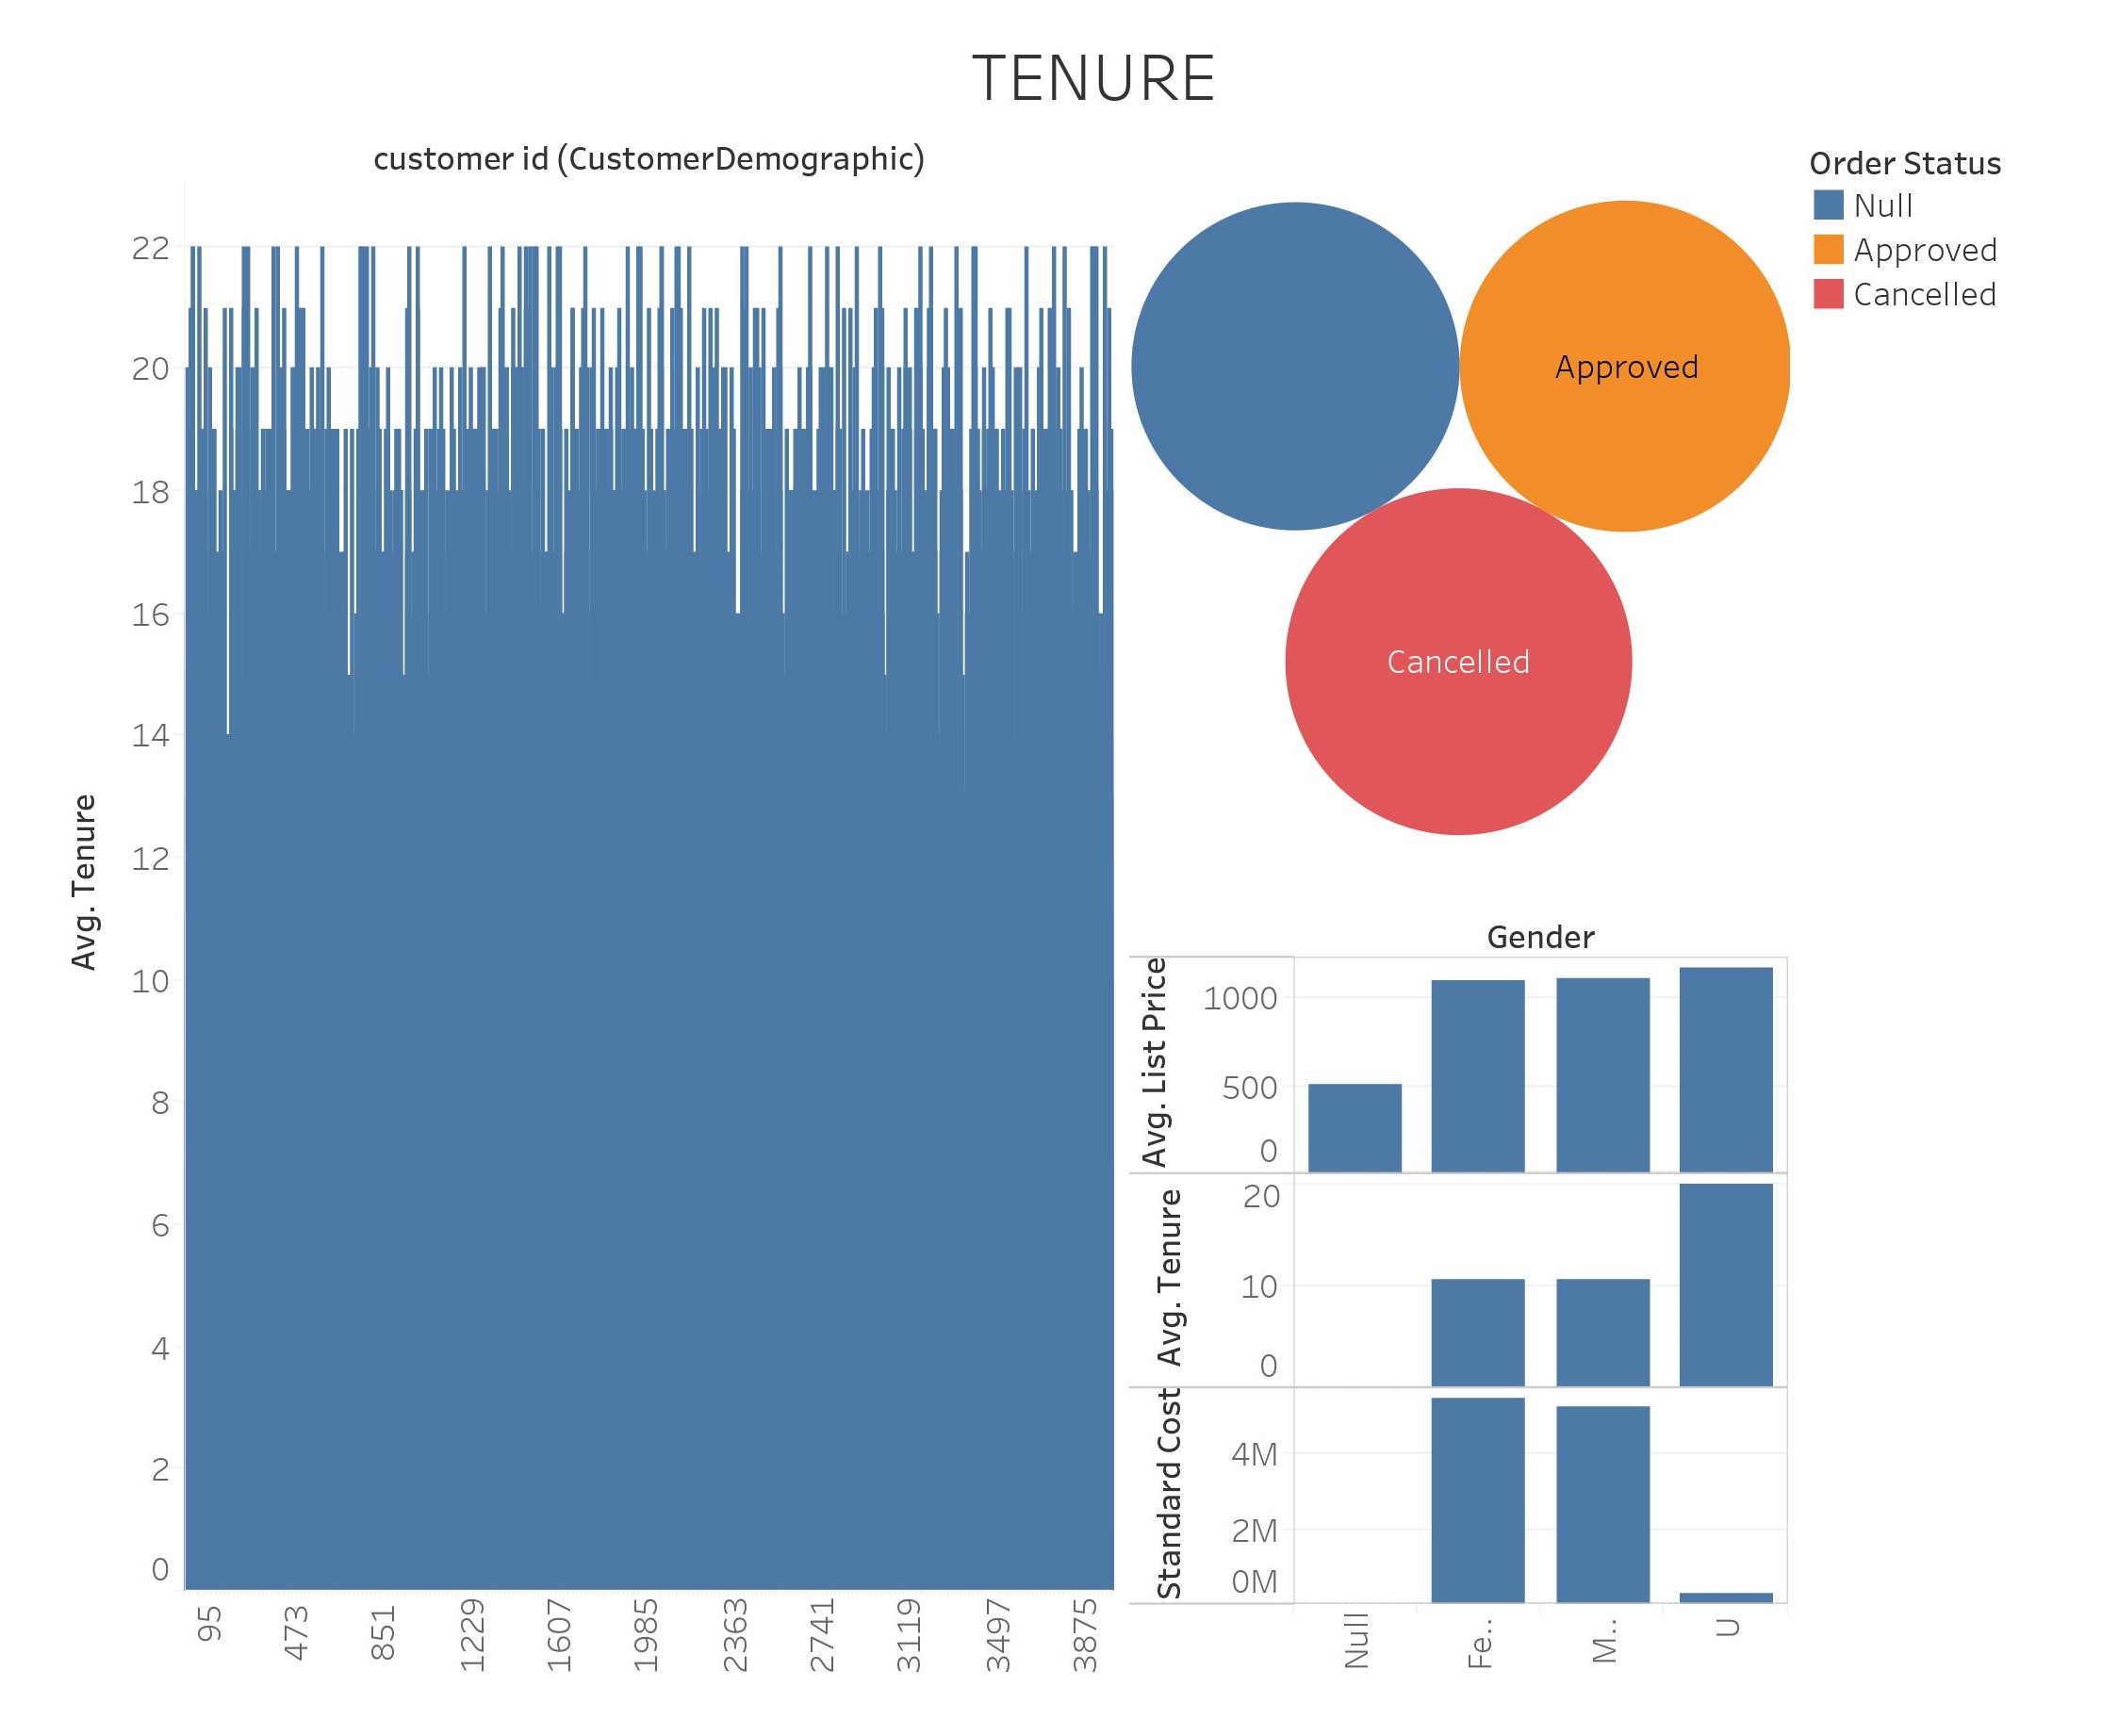 TENURE
customer id (CustomerDemographic)
Avg. Tenure
22
20
18
16
14
12
10
8
6
4
2
0
95
473
851
1229
1607
1985
2363
2741
3119
3497
3875
Approved
Cancelled
Order Status
Null
Approved
Cancelled
Gender
Avg. List Price
1000
500
0
Avg. Tenure
20
10
0
Standard Cost
4M
2M
0M
Null
Fe..
M..
U